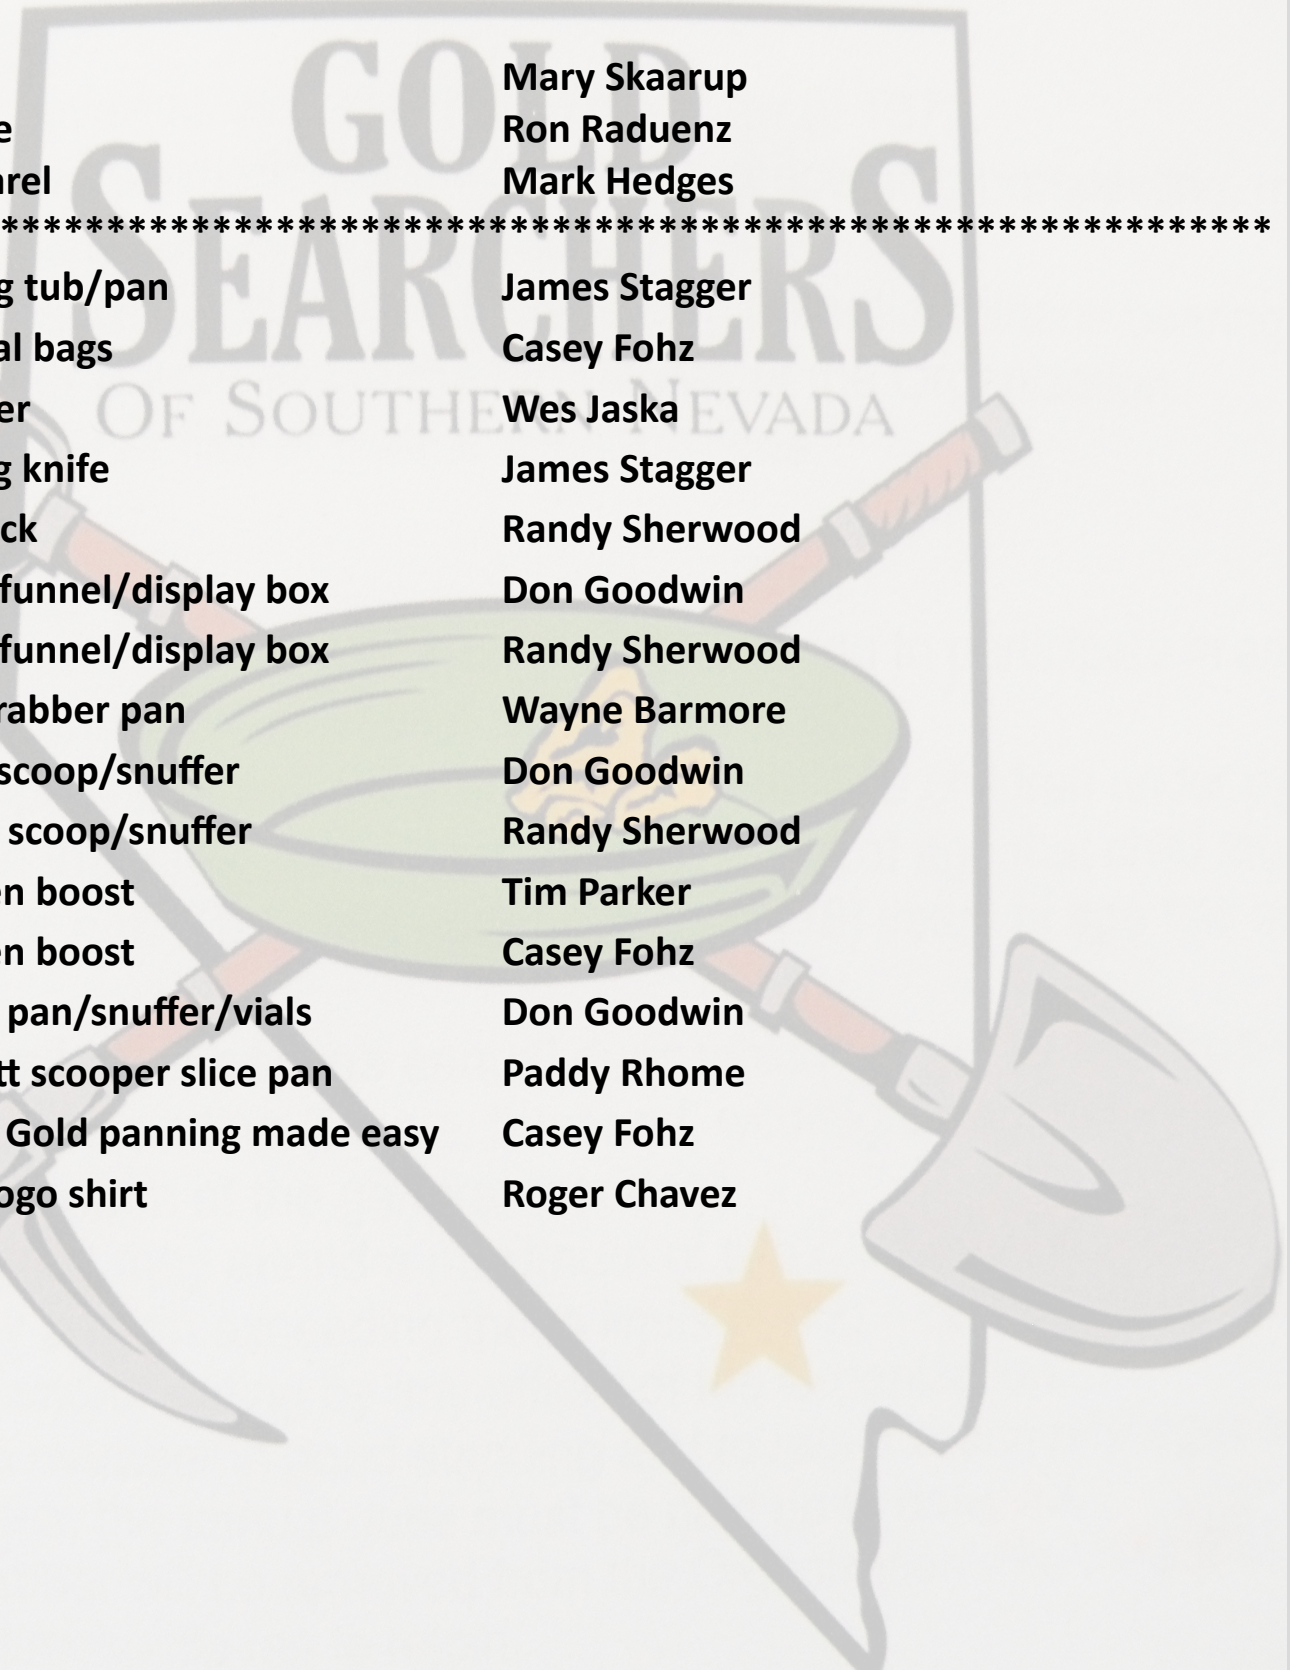 GOLD
SEARCHERS
OF SOUTHERN NEVADA
Mary Skaarup
e Ron Raduenz
rel Mark Hedges
************************************************************
g tub/pan James Stagger
al bags Casey Fohz
er Wes Jaska
g knife James Stagger
ck Randy Sherwood
funnel/display box Don Goodwin
funnel/display box Randy Sherwood
rabber pan Wayne Barmore
scoop/snuffer Don Goodwin
scoop/snuffer Randy Sherwood
en boost Tim Parker
en boost Casey Fohz
pan/snuffer/vials Don Goodwin
tt scooper slice pan Paddy Rhome
Gold panning made easy Casey Fohz
ogo shirt Roger Chavez